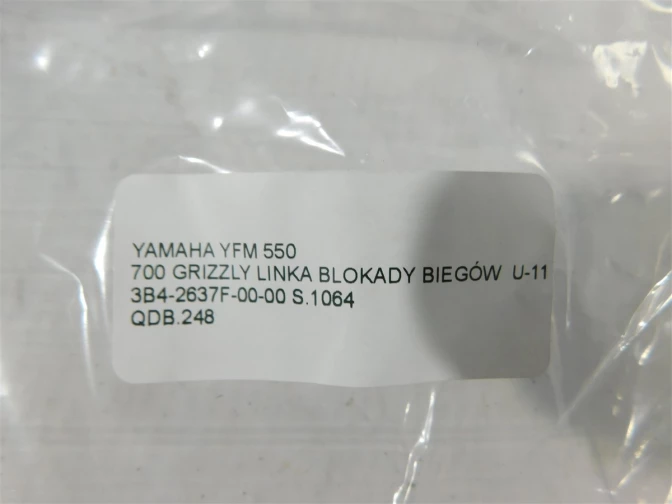 YAMAHA YFM 550
700 GRIZZLY LINKA BLOKADY BIEGÓW U-11
3B4-2637F-00-00 S.1064
QDB.248